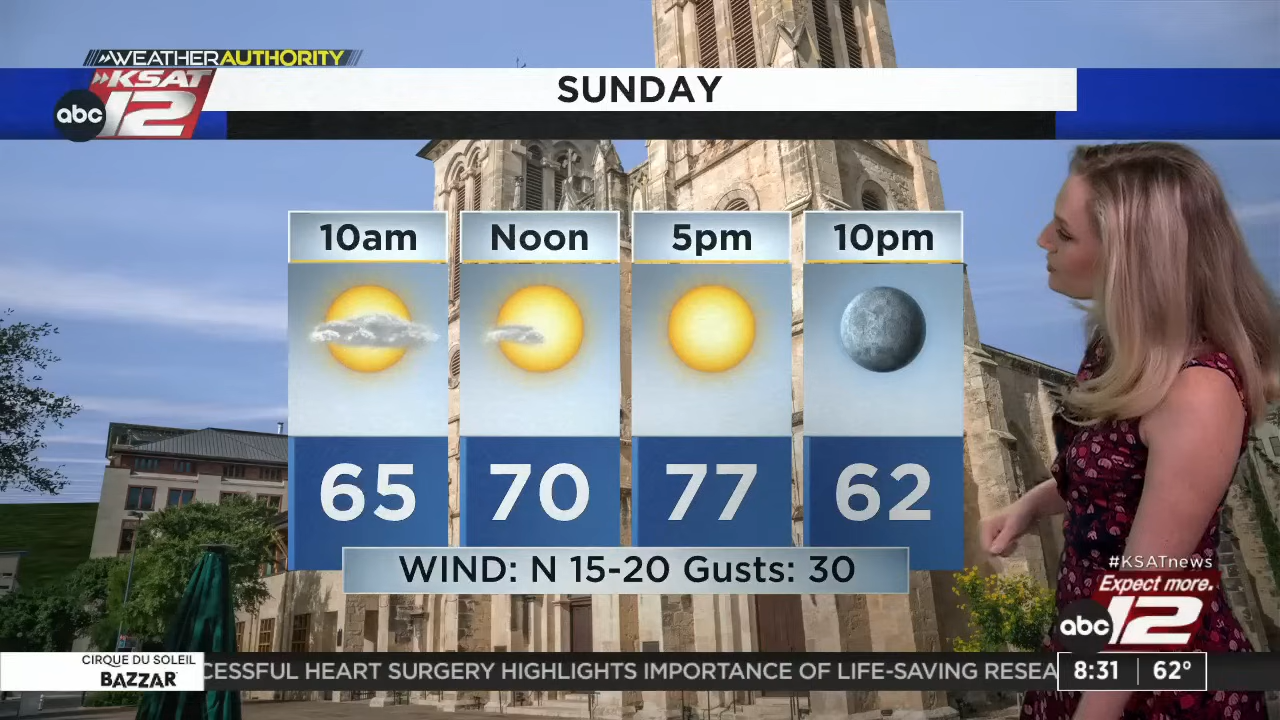 WEATHERAUTHORITY
KSAT
abc 12
SUNDAY
10am Noon 5pm 10pm
65 70 77 62
WIND: N 15-20 Gusts: 30
#KSATnews
Expect more.
abc 12
CIRQUE DU SOLEIL
BAZZAR
CESSFUL HEART SURGERY HIGHLIGHTS IMPORTANCE OF LIFE-SAVING RESEA
8:31 62°